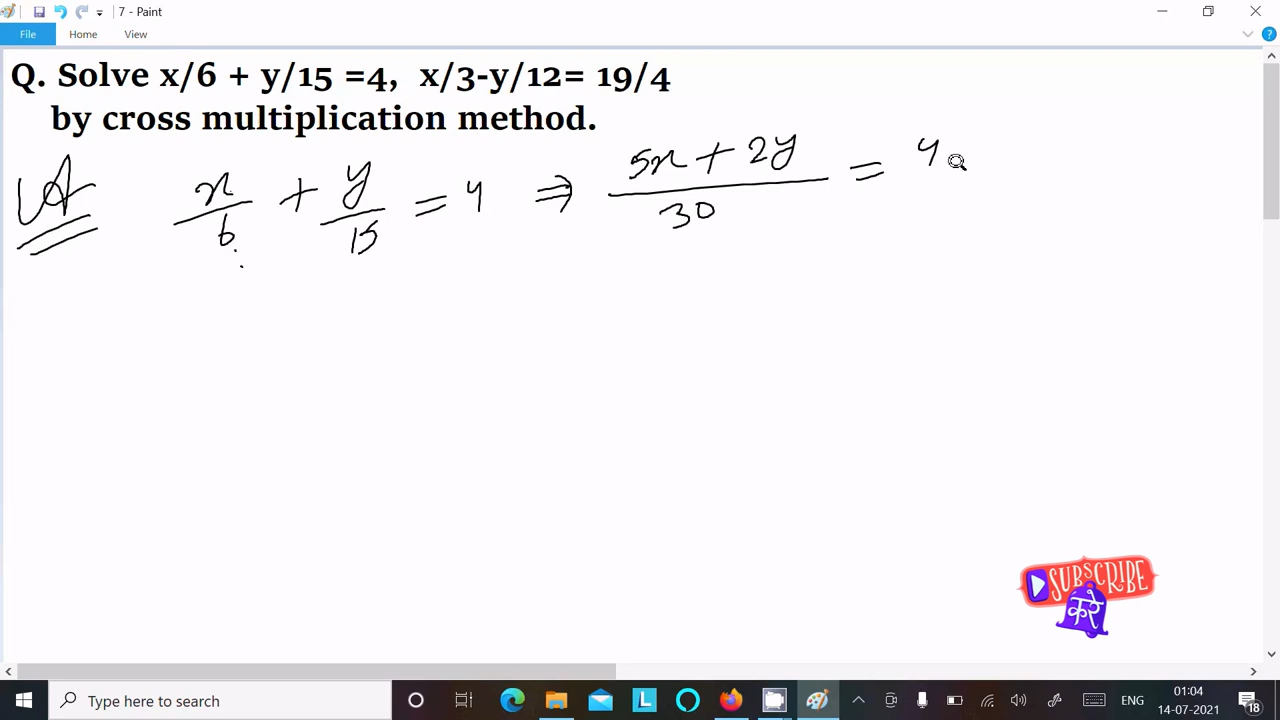 7 - Paint
File Home View
Q. Solve x/6 + y/15 =4, x/3-y/12= 19/4
by cross multiplication method.
A x/6 + y/15 = 4 ⇒ 5x + 2y/30 = 4
SUBSCRIBE
करे
Type here to search
L
ENG
01:04
14-07-2021
18